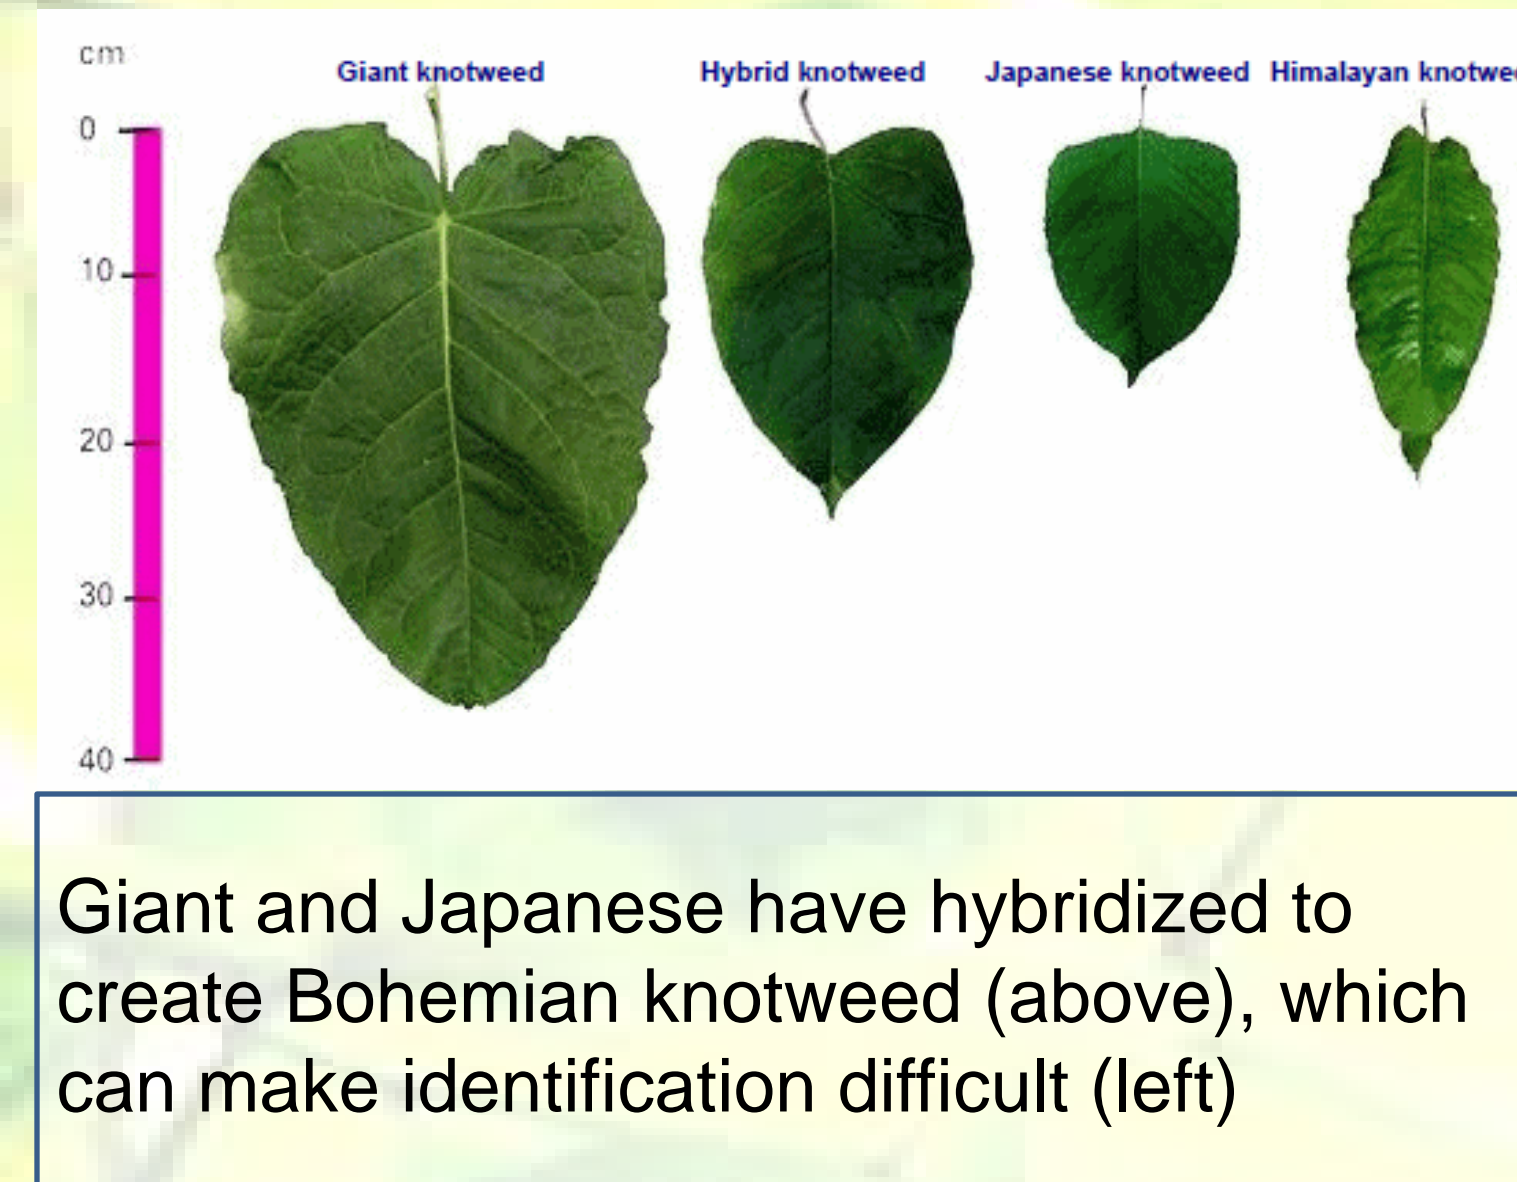 cm
Giant knotweed Hybrid knotweed Japanese knotweed Himalayan
0
10
20
30
40
Giant and Japanese have hybridized to
create Bohemian knotweed (above), which
can make identification difficult (left)